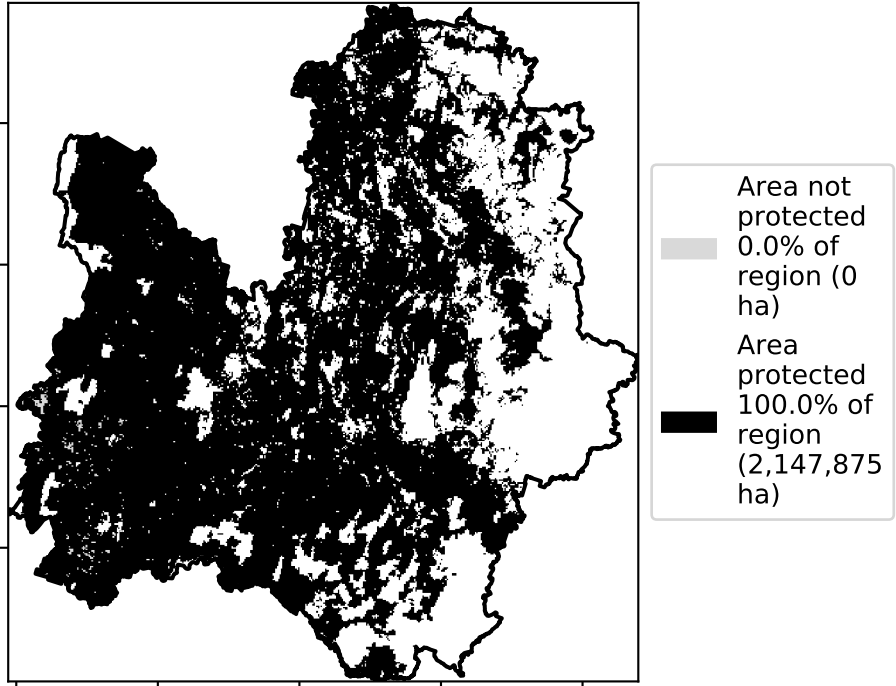 Area not
protected
0.0% of
region (0
ha)
Area
protected
100.0% of
region
(2,147,875
ha)